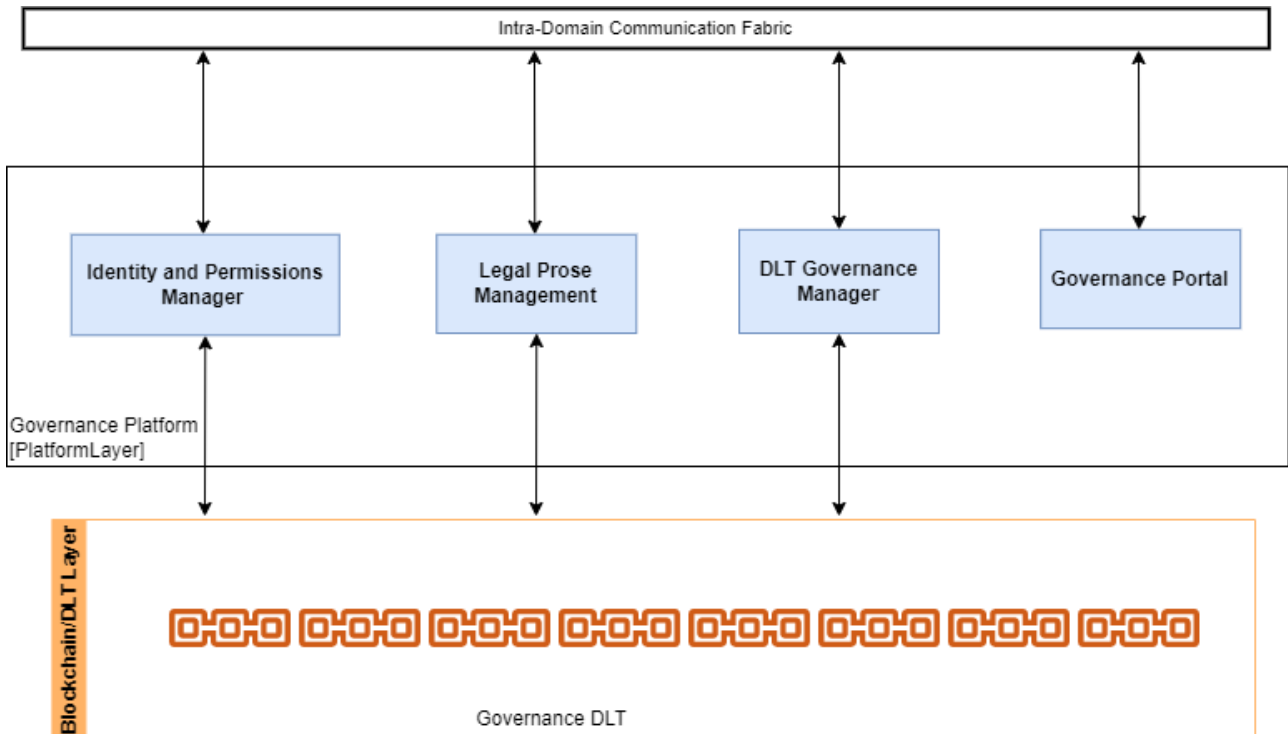 Intra-Domain Communication Fabric
Identity and Permissions
Manager
Legal Prose
Management
DLT Governance
Manager
Governance Portal
Governance Platform
[PlatformLayer]
Blockchain/DLT Layer
Governance DLT